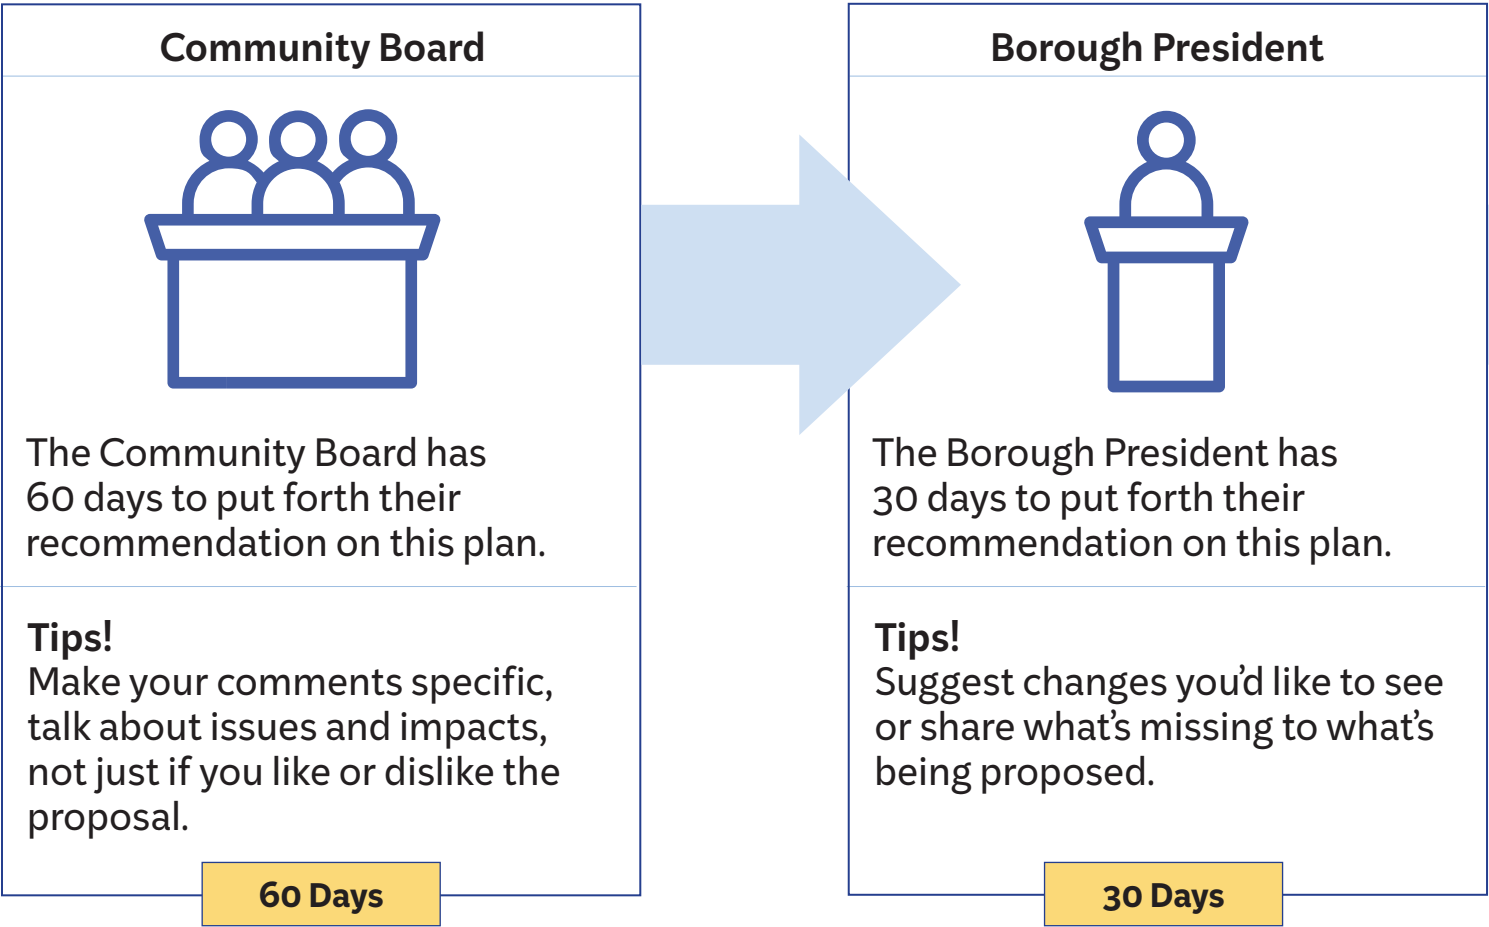 Community Board
The Community Board has
60 days to put forth their
recommendation on this plan.
Tips!
Make your comments specific,
talk about issues and impacts,
not just if you like or dislike the
proposal.
60 Days
Borough President
The Borough President has
30 days to put forth their
recommendation on this plan.
Tips!
Suggest changes you’d like to see
or share what’s missing to what’s
being proposed.
30 Days